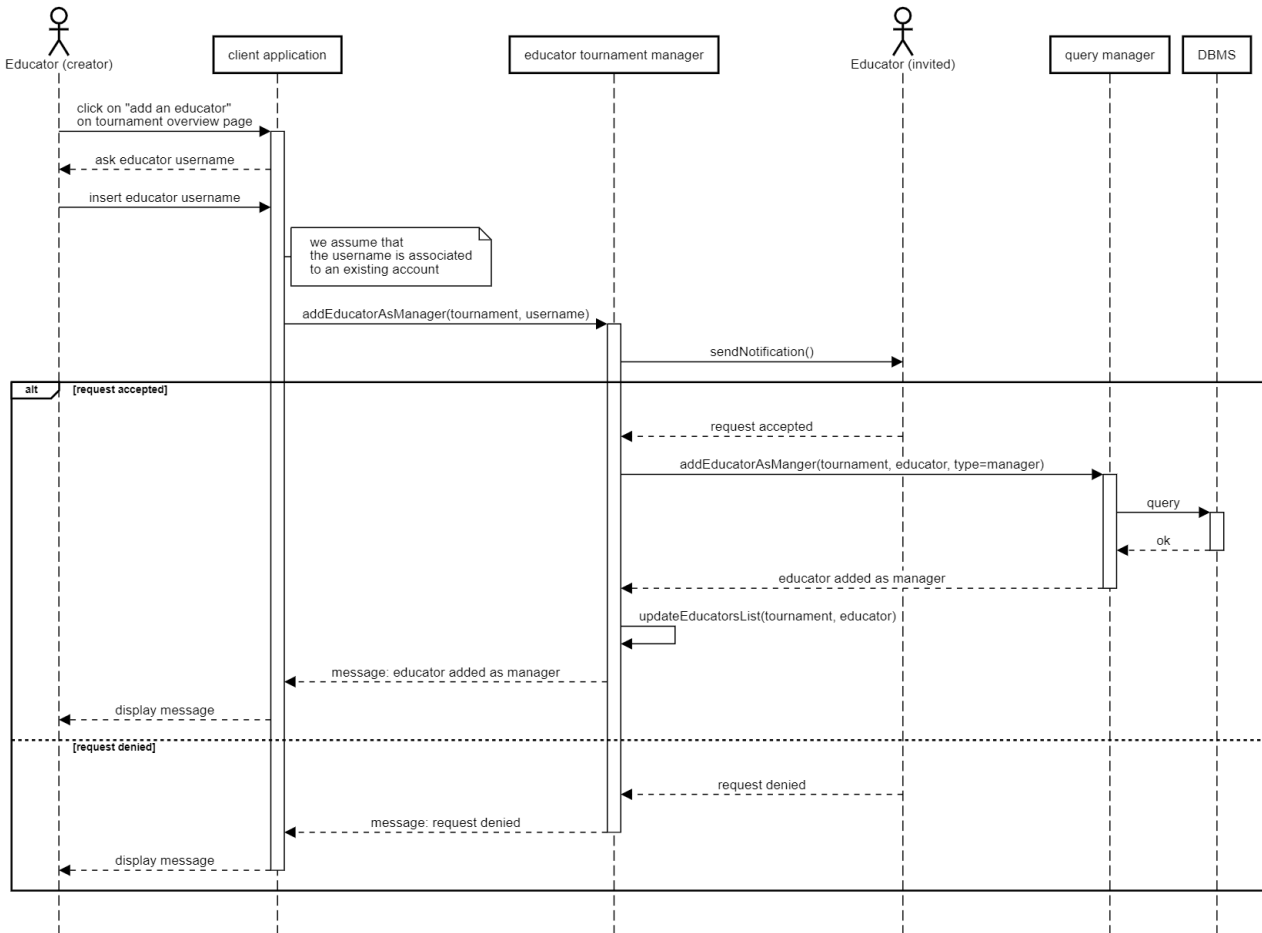 Educator (creator)
client application
educator tournament manager
Educator (invited)
query manager
DBMS
click on "add an educator"
on tournament overview page
ask educator username
insert educator username
we assume that
the username is associated
to an existing account
addEducatorAsManager(tournament, username)
sendNotification()
alt
[request accepted]
request accepted
addEducatorAsManger(tournament, educator, type=manager)
query
ok
educator added as manager
updateEducatorsList(tournament, educator)
message: educator added as manager
display message
[request denied]
request denied
message: request denied
display message